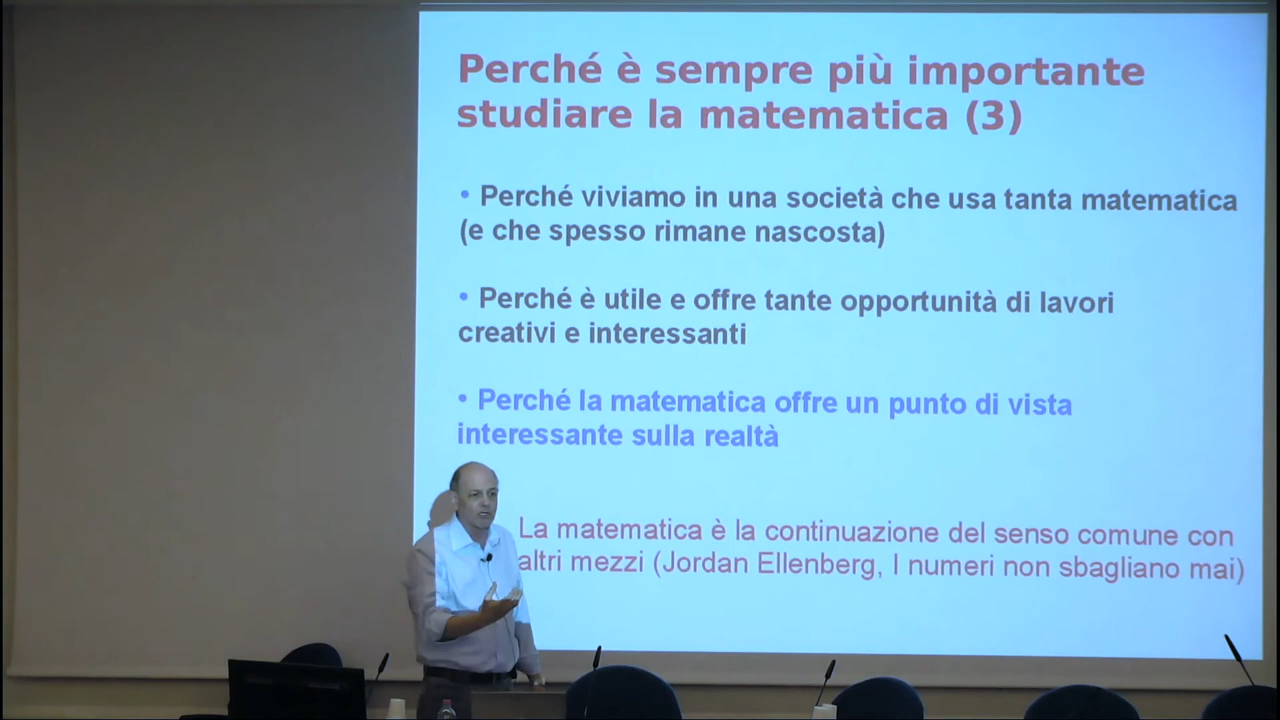 Perché è sempre più importante
studiare la matematica (3)
• Perché viviamo in una società che usa tanta matematica
(e che spesso rimane nascosta)
• Perché è utile e offre tante opportunità di lavori
creativi e interessanti
• Perché la matematica offre un punto di vista
interessante sulla realtà
La matematica è la continuazione del senso comune con
altri mezzi (Jordan Ellenberg, I numeri non sbagliano mai)